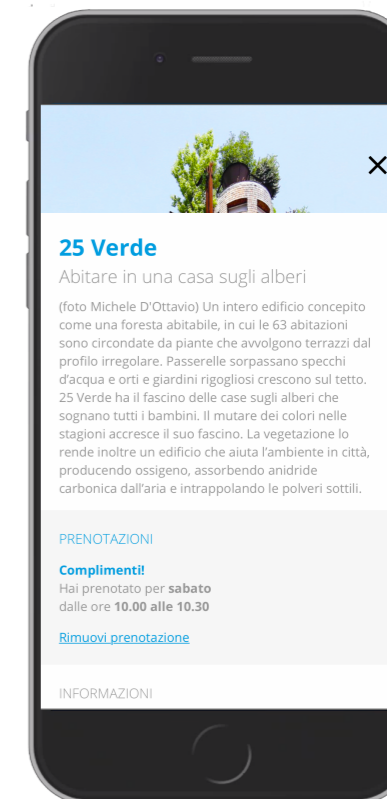 25 Verde
Abitare in una casa sugli alberi
(foto Michele D'Ottavio) Un intero edificio concepito
come una foresta abitabile, in cui le 63 abitazioni
sono circondate da piante che avvolgono terrazzi dal
profilo irregolare. Passerelle sorpassano specchi
d’acqua e orti e giardini rigogliosi crescono sul tetto.
25 Verde ha il fascino delle case sugli alberi che
sognano tutti i bambini. Il mutare dei colori nelle
stagioni accresce il suo fascino. La vegetazione lo
rende inoltre un edificio che aiuta l’ambiente in città,
producendo ossigeno, assorbendo anidride
carbonica dall’aria e intrappolando le polveri sottili.
PRENOTAZIONI
Complimenti!
Hai prenotato per sabato
dalle ore 10.00 alle 10.30
Rimuovi prenotazione
INFORMAZIONI